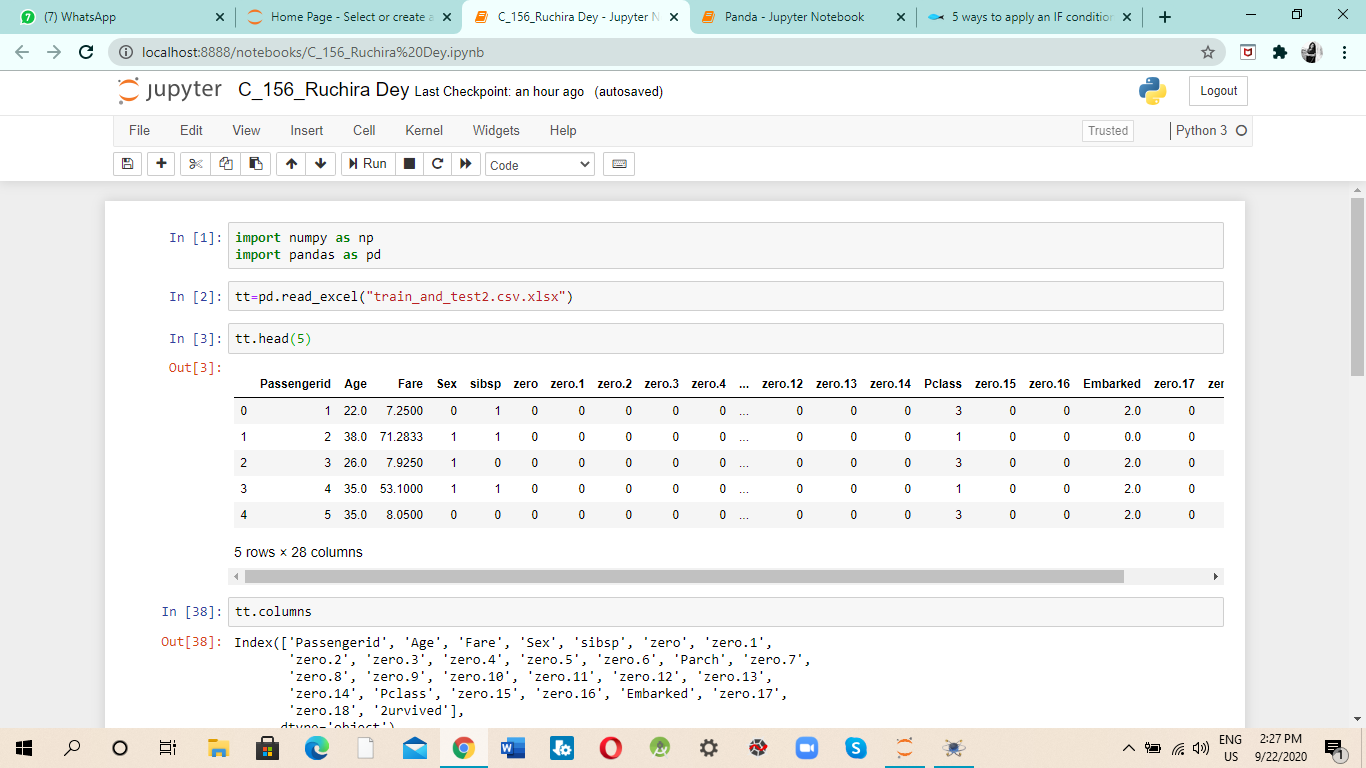 (7) WhatsApp
Home Page - Select or create a
C_156_Ruchira Dey - Jupyter N
Panda - Jupyter Notebook
5 ways to apply an IF condition
localhost:8888/notebooks/C_156_Ruchira%20Dey.ipynb
jupyter C_156_Ruchira Dey Last Checkpoint: an hour ago (autosaved)
Logout
File Edit View Insert Cell Kernel Widgets Help
Trusted
Python 3
Run
Code
In [1]: import numpy as np
import pandas as pd
In [2]: tt=pd.read_excel("train_and_test2.csv.xlsx")
In [3]: tt.head(5)
Out[3]:
Passengerid Age Fare Sex sibsp zero zero.1 zero.2 zero.3 zero.4 ... zero.12 zero.13 zero.14 Pclass zero.15 zero.16 Embarked zero.17 zer
0 1 22.0 7.2500 0 1 0 0 0 0 0 ... 0 0 0 3 0 0 2.0 0
1 2 38.0 71.2833 1 1 0 0 0 0 0 ... 0 0 0 1 0 0 0.0 0
2 3 26.0 7.9250 1 0 0 0 0 0 0 ... 0 0 0 3 0 0 2.0 0
3 4 35.0 53.1000 1 1 0 0 0 0 0 ... 0 0 0 1 0 0 2.0 0
4 5 35.0 8.0500 0 0 0 0 0 0 0 ... 0 0 0 3 0 0 2.0 0
5 rows × 28 columns
In [38]: tt.columns
Out[38]: Index(['Passengerid', 'Age', 'Fare', 'Sex', 'sibsp', 'zero', 'zero.1',
'zero.2', 'zero.3', 'zero.4', 'zero.5', 'zero.6', 'Parch', 'zero.7',
'zero.8', 'zero.9', 'zero.10', 'zero.11', 'zero.12', 'zero.13',
'zero.14', 'Pclass', 'zero.15', 'zero.16', 'Embarked', 'zero.17',
'zero.18', '2urvived'],
dtype='object')
ENG
US
2:27 PM
9/22/2020
1